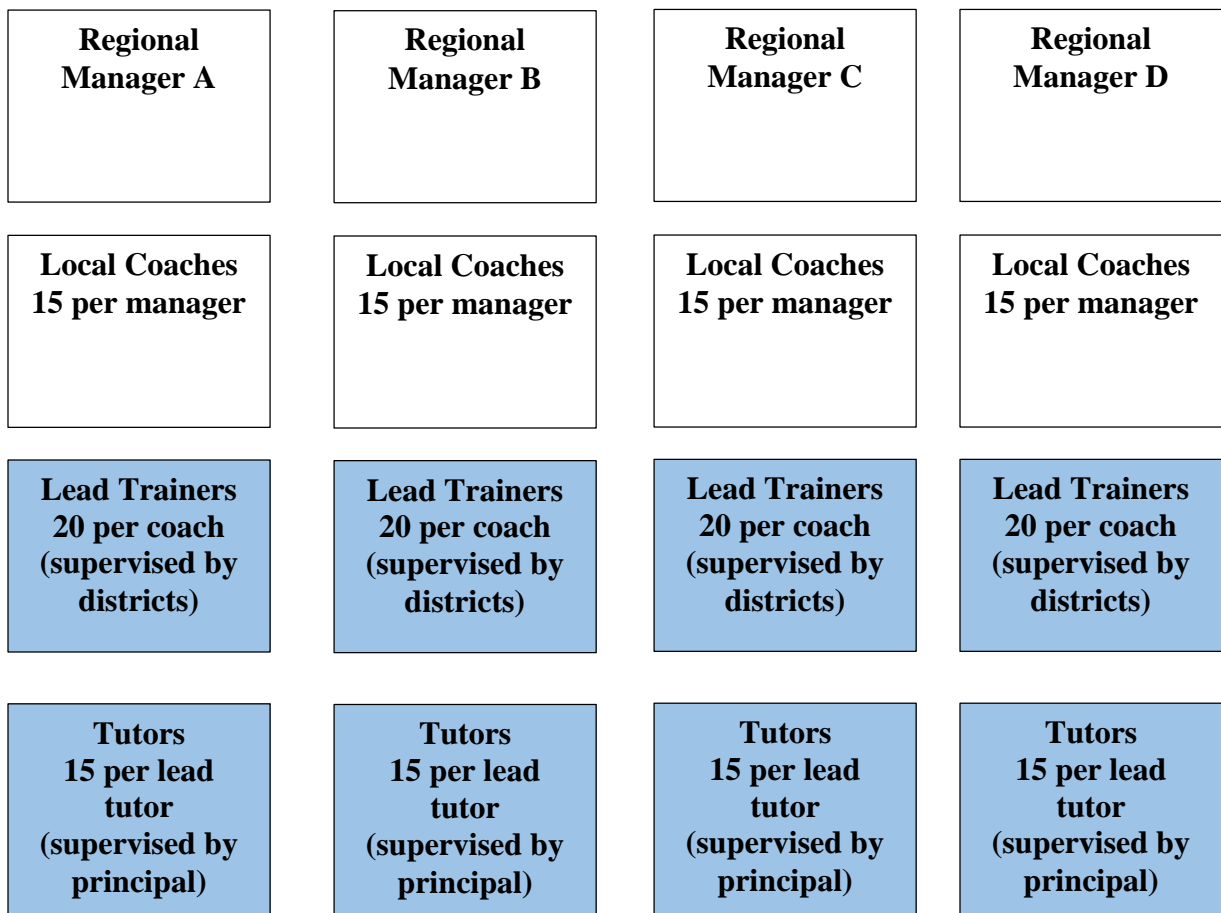 Regional
Manager A
Regional
Manager B
Regional
Manager C
Regional
Manager D
Local Coaches
15 per manager
Local Coaches
15 per manager
Local Coaches
15 per manager
Local Coaches
15 per manager
Lead Trainers
20 per coach
(supervised by
districts)
Lead Trainers
20 per coach
(supervised by
districts)
Lead Trainers
20 per coach
(supervised by
districts)
Lead Trainers
20 per coach
(supervised by
districts)
Tutors
15 per lead
tutor
(supervised by
principal)
Tutors
15 per lead
tutor
(supervised by
principal)
Tutors
15 per lead
tutor
(supervised by
principal)
Tutors
15 per lead
tutor
(supervised by
principal)